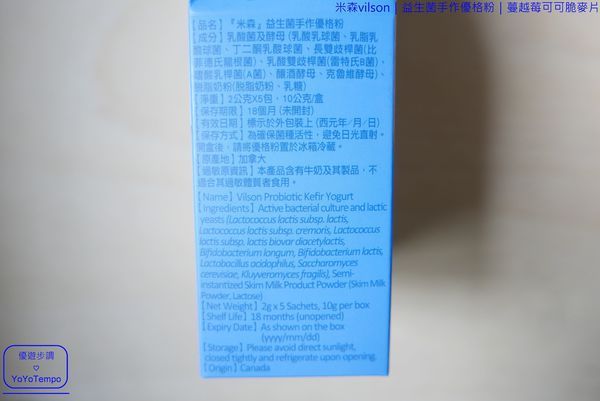 米森vilson | 益生菌手作優格粉 | 蔓越莓可可脆麥片
【品名】『米森』益生菌手作優格粉
【成分】乳酸菌及酵母 (乳酸乳球菌、乳脂乳
脂球菌、丁二酮乳酸球菌、長雙歧桿菌(比
菲德氏龍根菌)、乳酸雙歧桿菌(雷特氏B菌)、
嗜酸乳桿菌(A菌)、釀酒酵母、克魯維酵母)、
脫脂奶粉(脫脂奶粉、乳糖)
【淨重】2公克X5包，10公克/盒
【保存期限】18個月 (未開封)
【有效日期】標示於外包裝上 (西元年/月/日)
【保存方式】為確保菌種活性，避免日光直射。
開盒後，請將優格粉置於冰箱冷藏。
【原產地】加拿大
【過敏原資訊】本產品含有牛奶及其製品，不
適合其過敏體質者食用。
【Name】Vilson Probiotic Kefir Yogurt
【Ingredients】Active bacterial culture and lactic
yeasts (Lactococcus lactis subsp. lactis,
Lactococcus lactis subsp. cremoris, Lactococcus
lactis subsp. lactis biovar diacetylactis,
Bifidobacterium longum, Bifidobacterium lactis,
Lactobacillus acidophilus, Saccharomyces
cerevisiae, Kluyveromyces fragilis), Semi-
instantized Skim Milk Product Powder (Skim Milk
Powder, Lactose)
【Net Weight】2g x 5 Sachets, 10g per box
【Shelf Life】18 months (unopened)
【Expiry Date】As shown on the box
(yyyy/mm/dd)
【Storage】Please avoid direct sunlight,
closed tightly and refrigerate upon opening.
【Origin】Canada
優遊步調
YoYoTempo